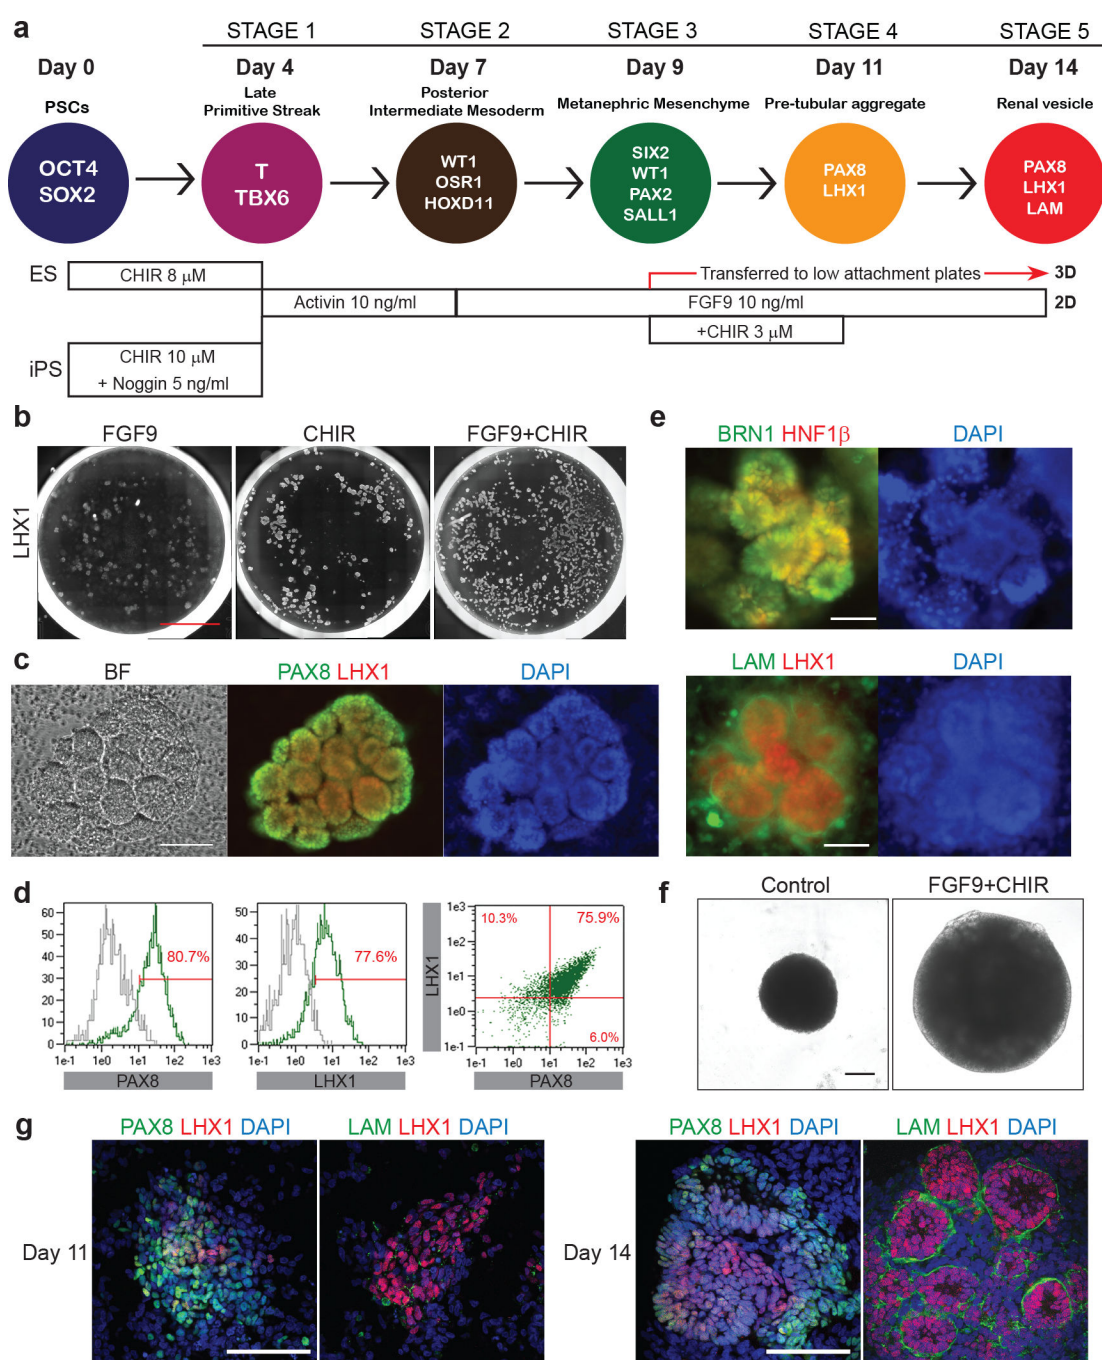 a
STAGE 1 STAGE 2 STAGE 3 STAGE 4 STAGE 5
Day 0 Day 4 Day 7 Day 9 Day 11 Day 14
PSCs
Late
Primitive Streak
Posterior
Intermediate Mesoderm
Metanephric Mesenchyme
Pre-tubular aggregate
Renal vesicle
OCT4
SOX2
T
TBX6
WT1
OSR1
HOXD11
SIX2
WT1
PAX2
SALL1
PAX8
LHX1
PAX8
LHX1
LAM
ES
CHIR 8 µM
Transferred to low attachment plates
3D
Activin 10 ng/ml
FGF9 10 ng/ml
2D
+CHIR 3 µM
iPS
CHIR 10 µM
+ Noggin 5 ng/ml
b
FGF9 CHIR FGF9+CHIR
LHX1
c
BF
PAX8 LHX1
DAPI
d
60
50
40
30
20
10
0
80.7%
1e-1 1e0 1e1 1e2 1e3
PAX8
50
40
30
20
10
0
77.6%
1e-1 1e0 1e1 1e2 1e3
LHX1
LHX1
1e3
1e2
1e1
1e0
1e-1
10.3% 75.9%
6.0%
1e-1 1e0 1e1 1e2 1e3
PAX8
e
BRN1 HNF1β
DAPI
LAM LHX1
DAPI
f
Control FGF9+CHIR
g
PAX8 LHX1 DAPI LAM LHX1 DAPI
Day 11
PAX8 LHX1 DAPI LAM LHX1 DAPI
Day 14